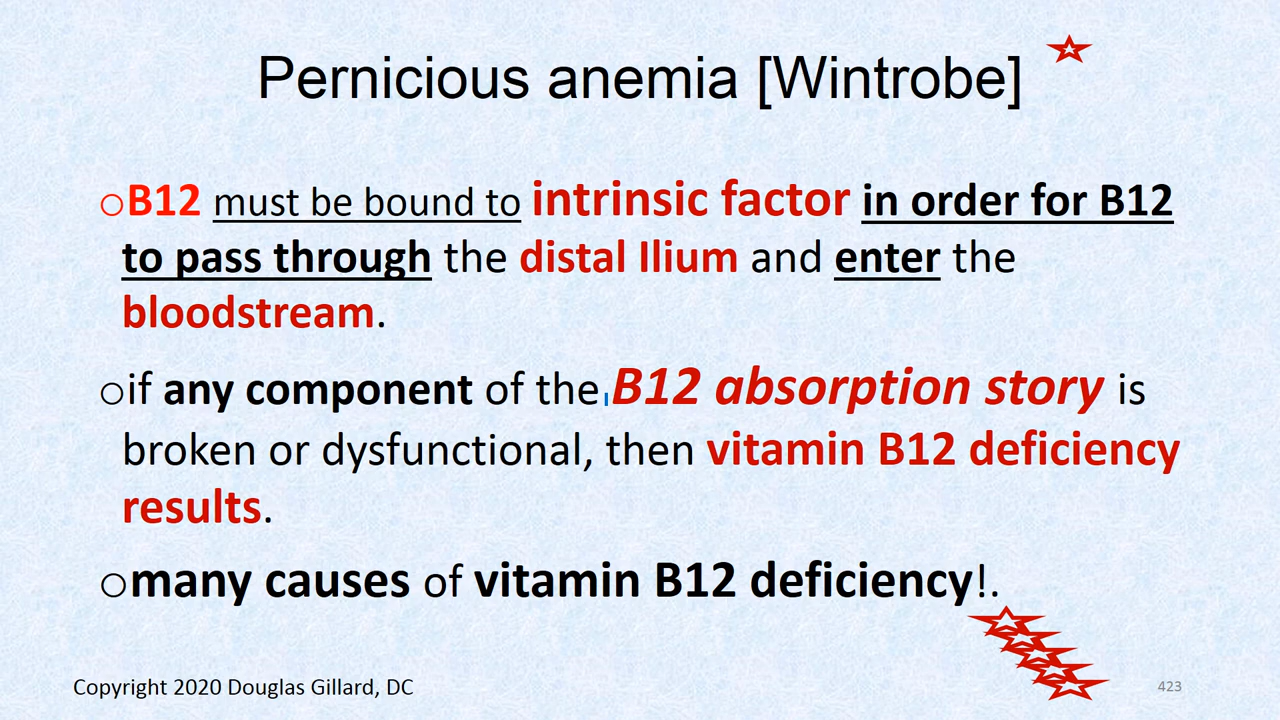 Pernicious anemia [Wintrobe]
○B12 must be bound to intrinsic factor in order for B12
to pass through the distal Ilium and enter the
bloodstream.
○if any component of the B12 absorption story is
broken or dysfunctional, then vitamin B12 deficiency
results.
○many causes of vitamin B12 deficiency!.
Copyright 2020 Douglas Gillard, DC
423